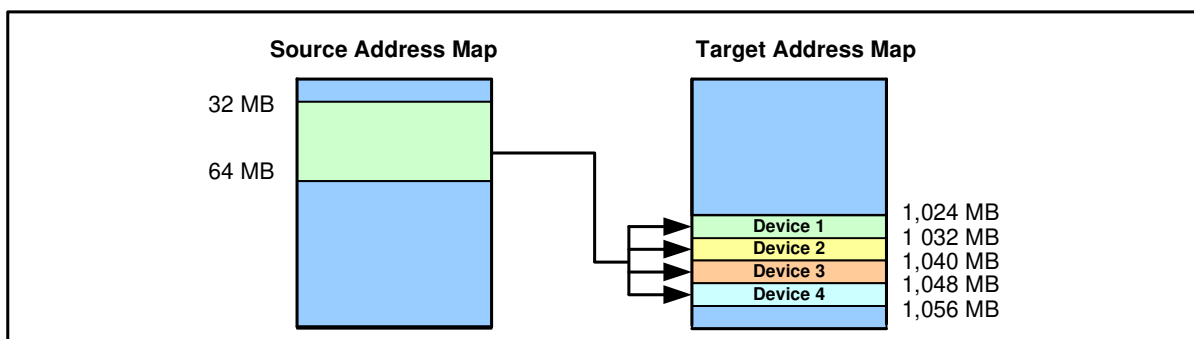 Source Address Map
Target Address Map
32 MB
64 MB
1,024 MB
Device 1
1 032 MB
Device 2
1,040 MB
Device 3
1,048 MB
Device 4
1,056 MB